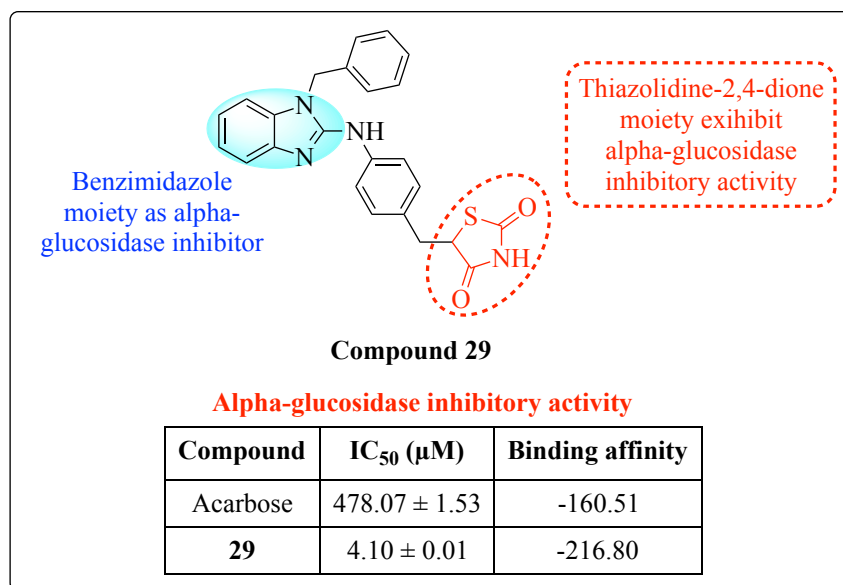 N
NH
N
Benzimidazole
moiety as alpha-
glucosidase inhibitor
Thiazolidine-2,4-dione
moiety exihibit
alpha-glucosidase
inhibitory activity
S
O
NH
O
Compound 29
Alpha-glucosidase inhibitory activity
Compound IC50 (µM) Binding affinity
Acarbose 478.07 ± 1.53 -160.51
29 4.10 ± 0.01 -216.80